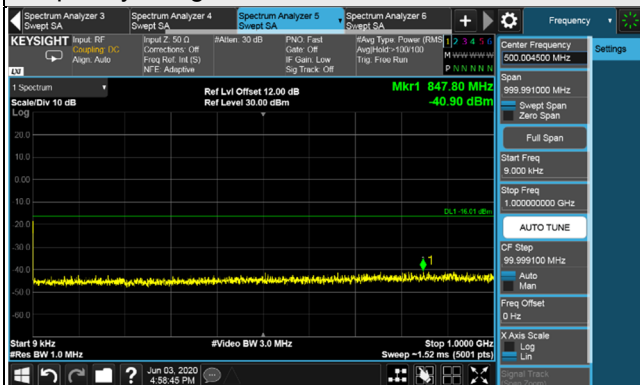 Spectrum Analyzer 3
Swept SA
Spectrum Analyzer 4
Swept SA
Spectrum Analyzer 5
Swept SA
Spectrum Analyzer 6
Swept SA
+
Frequency
KEYSIGHT
Input: RF
Coupling: DC
Align: Auto
Input Z: 50 Ω
Corrections: Off
Freq Ref: Int (S)
NFE: Adaptive
#Atten: 30 dB
PNO: Fast
Gate: Off
IF Gain: Low
Sig Track: Off
#Avg Type: Power (RMS
Avg|Hold:>100/100
Trig: Free Run
1 2 3 4 5 6
M W W W W W
P N N N N N
LXI
1 Spectrum
Scale/Div 10 dB
Log
Ref Lvl Offset 12.00 dB
Ref Level 30.00 dBm
Mkr1 847.80 MHz
-40.90 dBm
20.0
10.0
0.00
-10.0
DL1 -16.01 dBm
-20.0
-30.0
-40.0
-50.0
-60.0
1
Start 9 kHz
#Res BW 1.0 MHz
#Video BW 3.0 MHz
Stop 1.0000 GHz
Sweep ~1.52 ms (5001 pts)
Jun 03, 2020
4:58:45 PM
Center Frequency
500.004500 MHz
Settings
Span
999.991000 MHz
Swept Span
Zero Span
Full Span
Start Freq
9.000 kHz
Stop Freq
1.000000000 GHz
AUTO TUNE
CF Step
99.999100 MHz
Auto
Man
Freq Offset
0 Hz
X Axis Scale
Log
Lin
Signal Track
(Span Zoom)